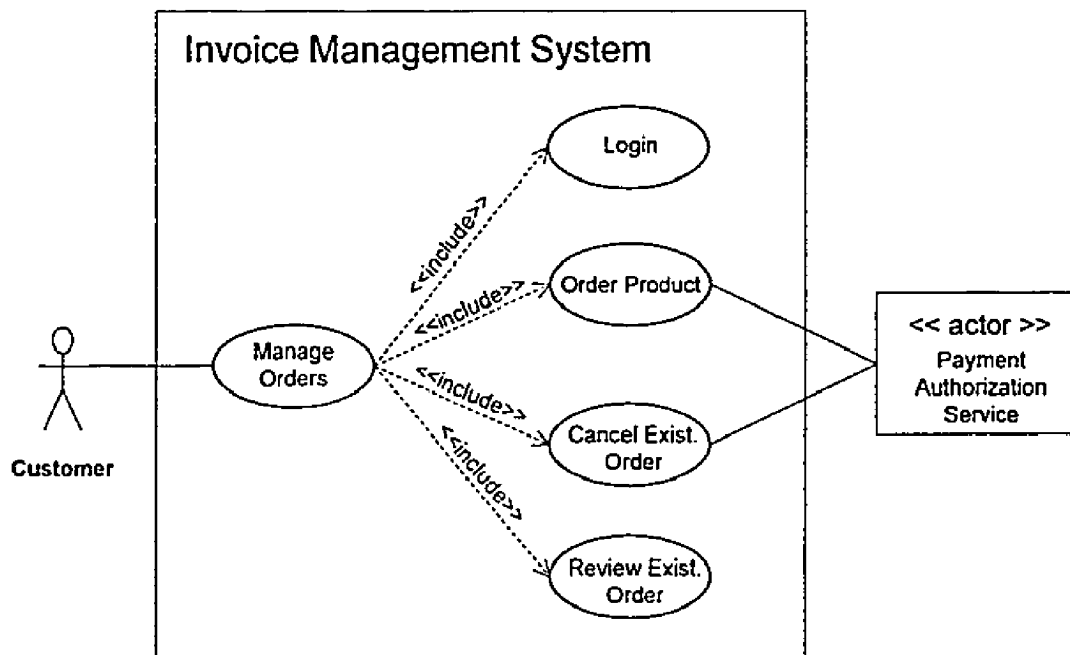 Invoice Management System
Login
<<include>>
Order Product
<<include>>
<< actor >>
Payment
Authorization
Service
Manage
Orders
<<include>>
Cancel Exist.
Order
Customer
<<include>>
Review Exist.
Order